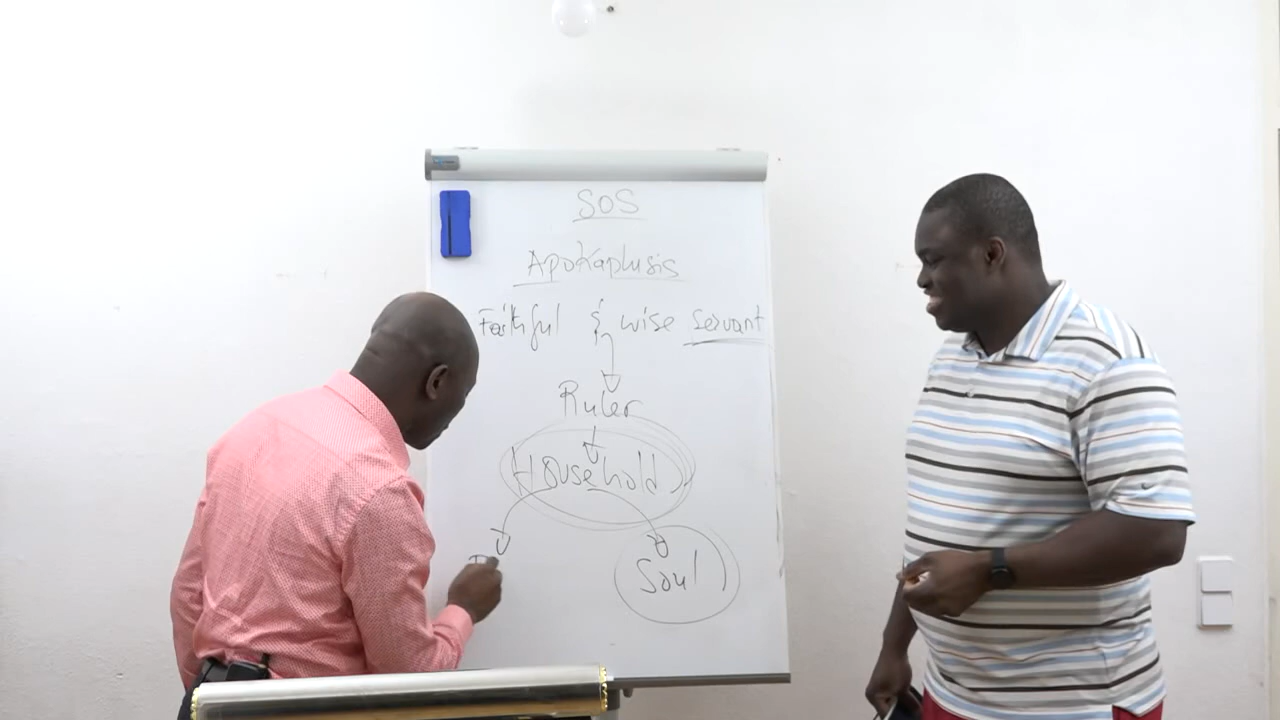 SOS
Apokaplusis
Faithful & wise Servant
Ruler
Household
Soul